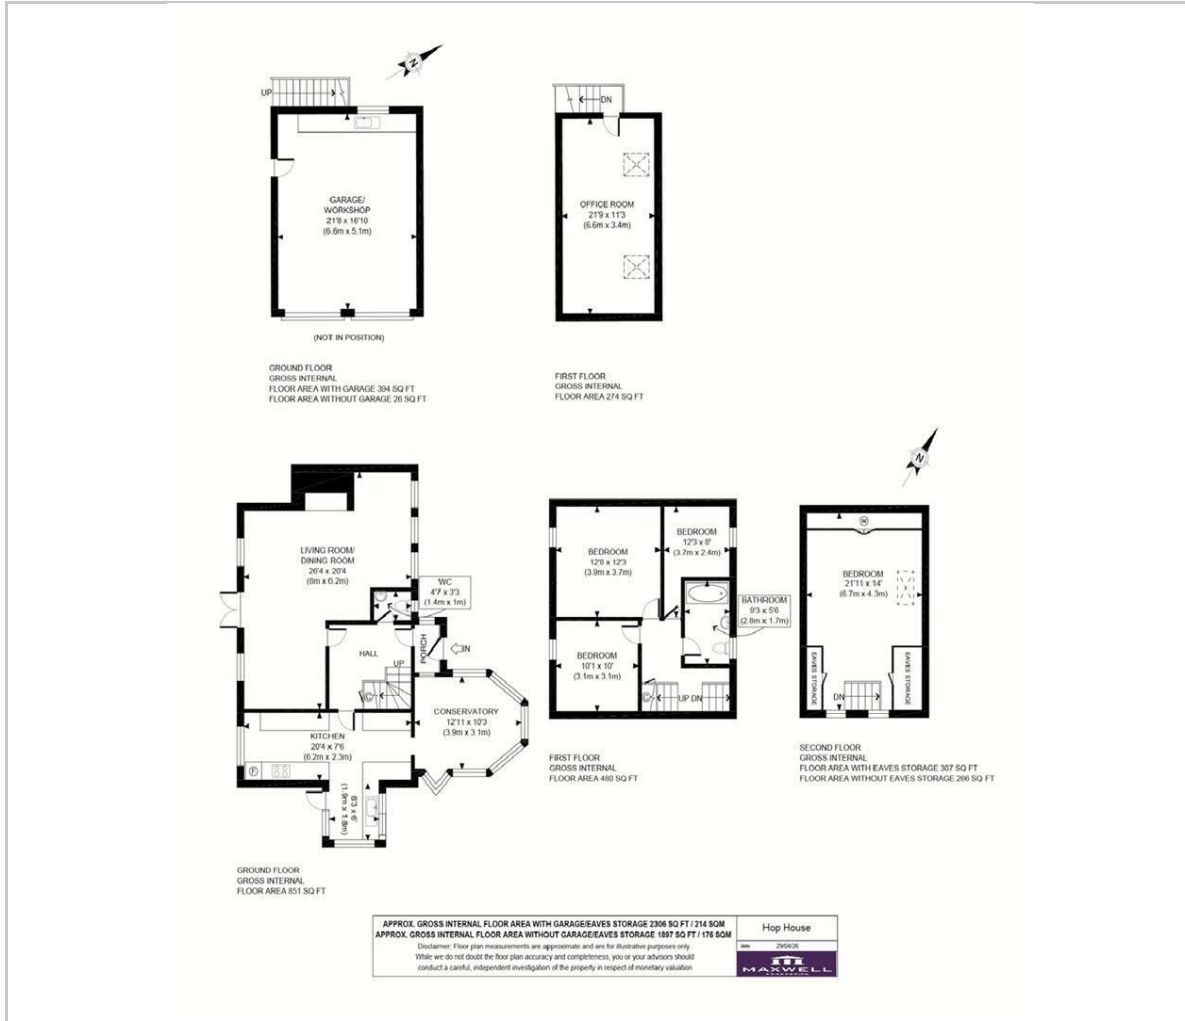 N
UP
GARAGE/
WORKSHOP
21'8 x 16'10
(6.6m x 5.1m)
(NOT IN POSITION)
GROUND FLOOR
GROSS INTERNAL
FLOOR AREA WITH GARAGE 394 SQ FT
FLOOR AREA WITHOUT GARAGE 26 SQ FT
DN
OFFICE ROOM
21'9 x 11'3
(6.6m x 3.4m)
FIRST FLOOR
GROSS INTERNAL
FLOOR AREA 274 SQ FT
N
LIVING ROOM/
DINING ROOM
26'4 x 20'4
(8m x 6.2m)
WC
4'7 x 3'3
(1.4m x 1m)
HALL
UP
C
PORCH
IN
CONSERVATORY
12'11 x 10'3
(3.9m x 3.1m)
KITCHEN
20'4 x 7'6
(6.2m x 2.3m)
F
6'3 x 6'
(1.9m x 1.8m)
GROUND FLOOR
GROSS INTERNAL
FLOOR AREA 851 SQ FT
BEDROOM
12'8 x 12'3
(3.9m x 3.7m)
BEDROOM
12'3 x 8'
(3.7m x 2.4m)
BATHROOM
9'3 x 5'6
(2.8m x 1.7m)
BEDROOM
10'1 x 10'
(3.1m x 3.1m)
C
UP DN
FIRST FLOOR
GROSS INTERNAL
FLOOR AREA 480 SQ FT
W
BEDROOM
21'11 x 14'
(6.7m x 4.3m)
EAVES STORAGE
EAVES STORAGE
DN
SECOND FLOOR
GROSS INTERNAL
FLOOR AREA WITH EAVES STORAGE 307 SQ FT
FLOOR AREA WITHOUT EAVES STORAGE 266 SQ FT
APPROX. GROSS INTERNAL FLOOR AREA WITH GARAGE/EAVES STORAGE 2306 SQ FT / 214 SQM
APPROX. GROSS INTERNAL FLOOR AREA WITHOUT GARAGE/EAVES STORAGE 1897 SQ FT / 176 SQM
Disclaimer: Floor plan measurements are approximate and are for illustrative purposes only.
While we do not doubt the floor plan accuracy and completeness, you or your advisors should
conduct a careful, independent investigation of the property in respect of monetary valuation
Hop House
date 29/04/26
MAXWELL